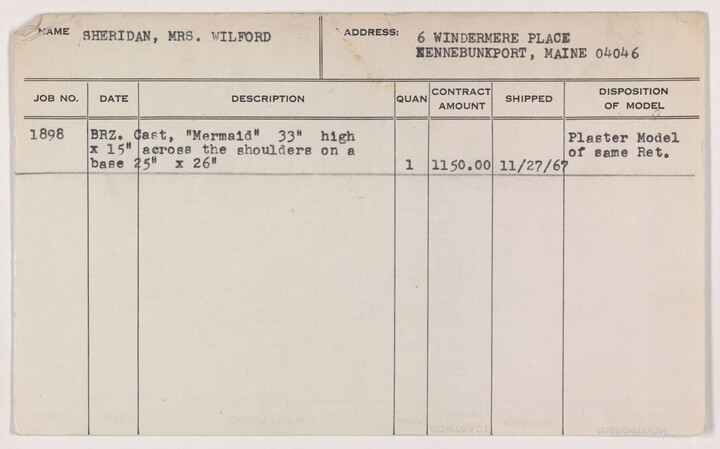 NAME SHERIDAN, MRS. WILFORD
ADDRESS: 6 WINDERMERE PLACE
KENNEBUNKPORT, MAINE 04046
JOB NO. DATE DESCRIPTION QUAN CONTRACT AMOUNT SHIPPED DISPOSITION OF MODEL
1898 BRZ. Cast, "Mermaid" 33" high
x 15" across the shoulders on a
base 25" x 26" 1 1150.00 11/27/67
Plaster Model
of same Ret.